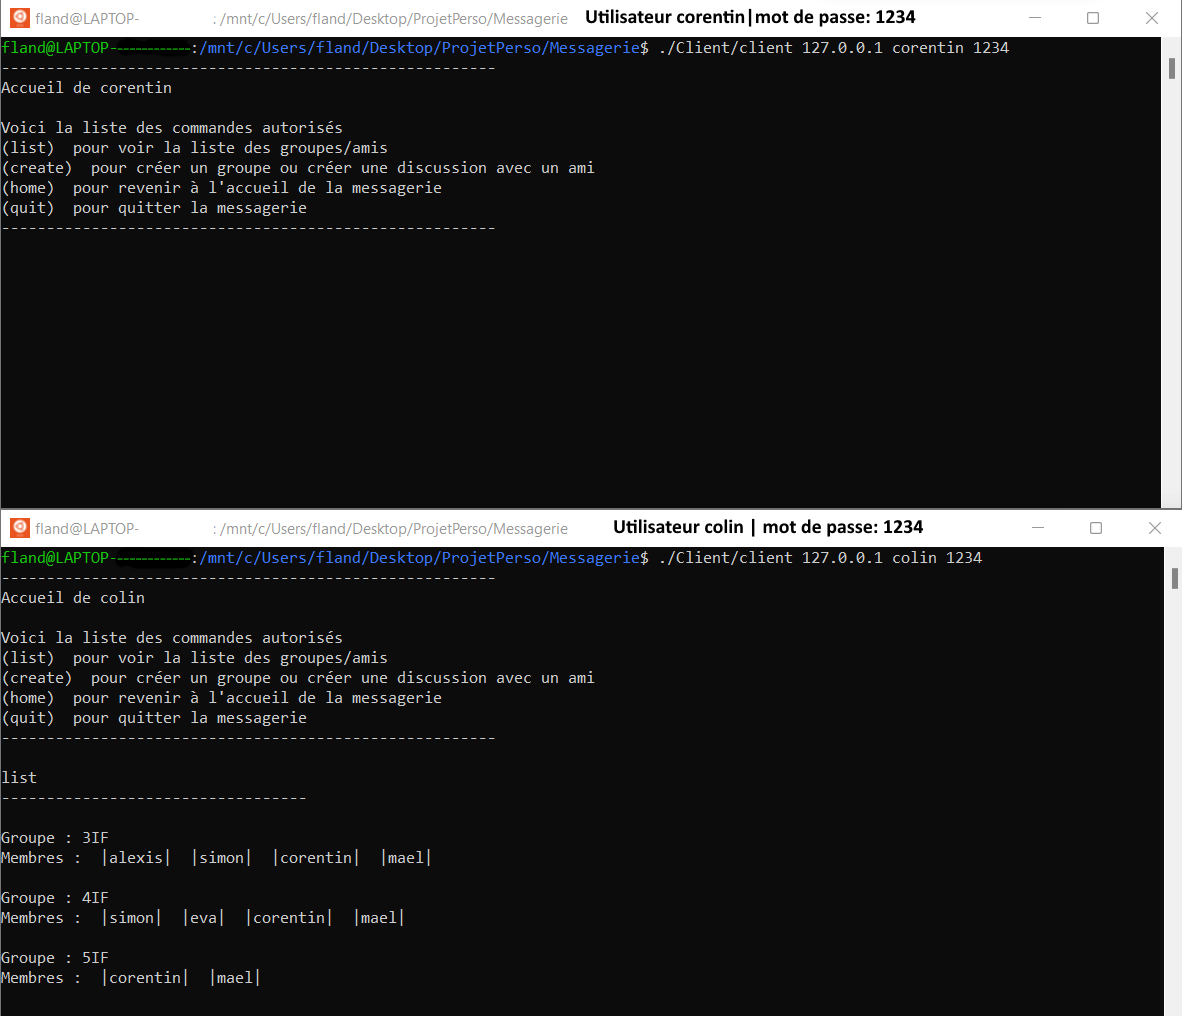 fland@LAPTOP- : /mnt/c/Users/fland/Desktop/ProjetPerso/Messagerie Utilisateur corentin|mot de passe: 1234
fland@LAPTOP-------------:/mnt/c/Users/fland/Desktop/ProjetPerso/Messagerie$ ./Client/client 127.0.0.1 corentin 1234
-------------------------------------------------------
Accueil de corentin
Voici la liste des commandes autorisés
(list)  pour voir la liste des groupes/amis
(create)  pour créer un groupe ou créer une discussion avec un ami
(home)  pour revenir à l'accueil de la messagerie
(quit)  pour quitter la messagerie
-------------------------------------------------------
fland@LAPTOP- : /mnt/c/Users/fland/Desktop/ProjetPerso/Messagerie Utilisateur colin | mot de passe: 1234
fland@LAPTOP-------------:/mnt/c/Users/fland/Desktop/ProjetPerso/Messagerie$ ./Client/client 127.0.0.1 colin 1234
-------------------------------------------------------
Accueil de colin
Voici la liste des commandes autorisés
(list)  pour voir la liste des groupes/amis
(create)  pour créer un groupe ou créer une discussion avec un ami
(home)  pour revenir à l'accueil de la messagerie
(quit)  pour quitter la messagerie
-------------------------------------------------------
list
----------------------------------
Groupe : 3IF
Membres :  |alexis|  |simon|  |corentin|  |mael|
Groupe : 4IF
Membres :  |simon|  |eva|  |corentin|  |mael|
Groupe : 5IF
Membres :  |corentin|  |mael|